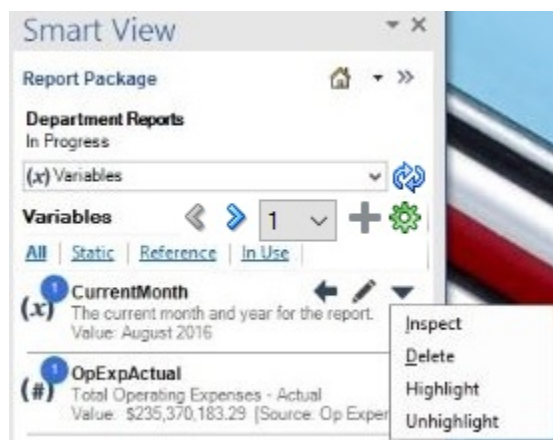 Smart View
Report Package
Department Reports
In Progress
(x) Variables
Variables 1
All | Static | Reference | In Use |
(x) 1 CurrentMonth
The current month and year for the report.
Value: August 2016
(#) 1 OpExpActual
Total Operating Expenses - Actual
Value: $235,370,183.29 [Source: Op Exper
Inspect
Delete
Highlight
Unhighlight